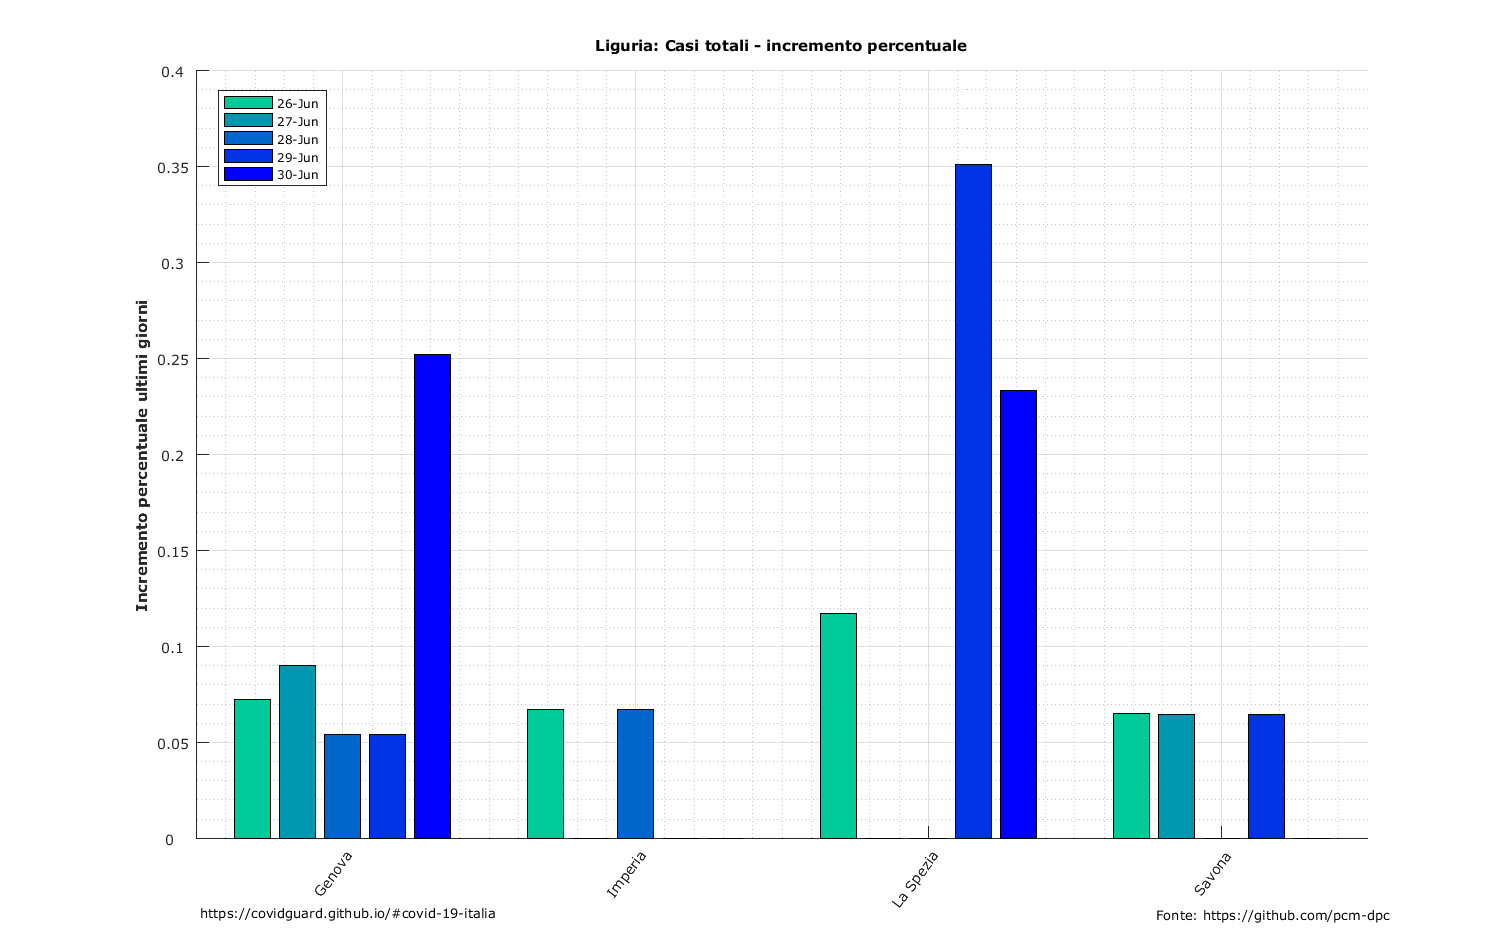 Liguria: Casi totali - incremento percentuale
0.4
0.35
0.3
0.25
0.2
0.15
0.1
0.05
0
Incremento percentuale ultimi giorni
26-Jun
27-Jun
28-Jun
29-Jun
30-Jun
Genova
Imperia
La Spezia
Savona
https://covidguard.github.io/#covid-19-italia
Fonte: https://github.com/pcm-dpc